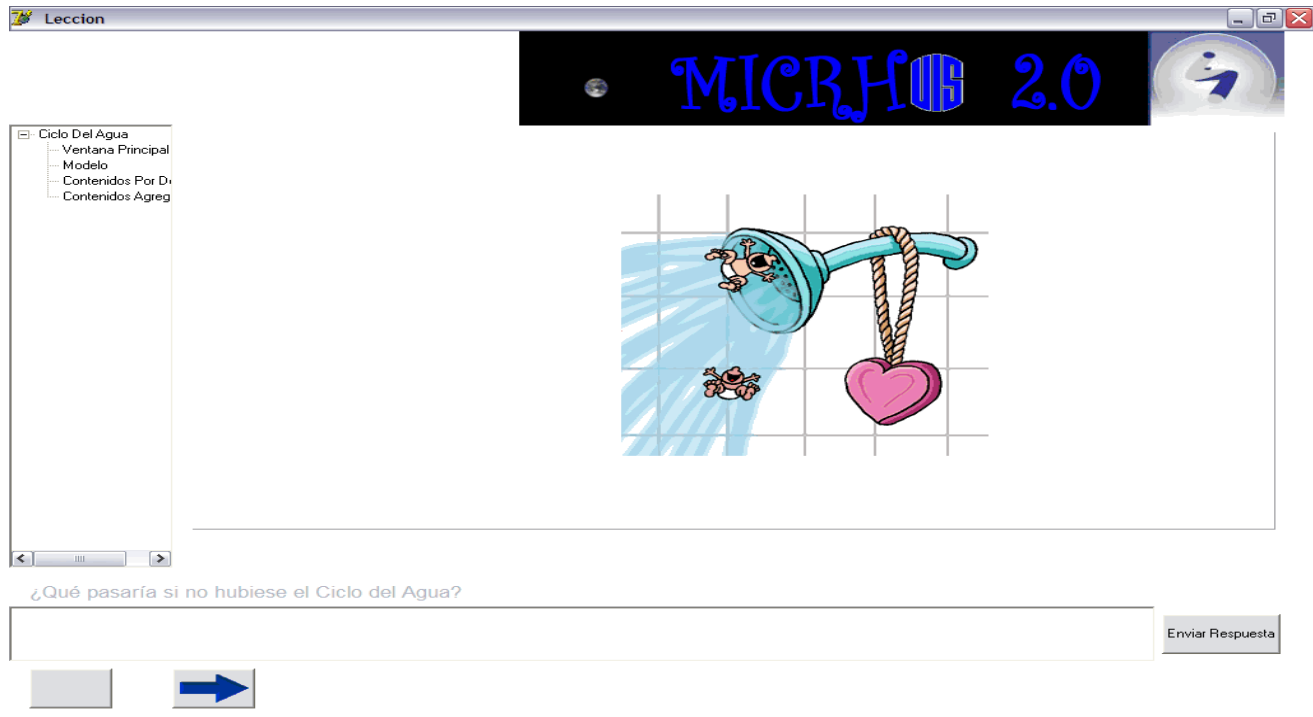 Leccion
MICRHUIS 2.0
Ciclo Del Agua
Ventana Principal
Modelo
Contenidos Por D
Contenidos Agreg
¿Qué pasaría si no hubiese el Ciclo del Agua?
Enviar Respuesta